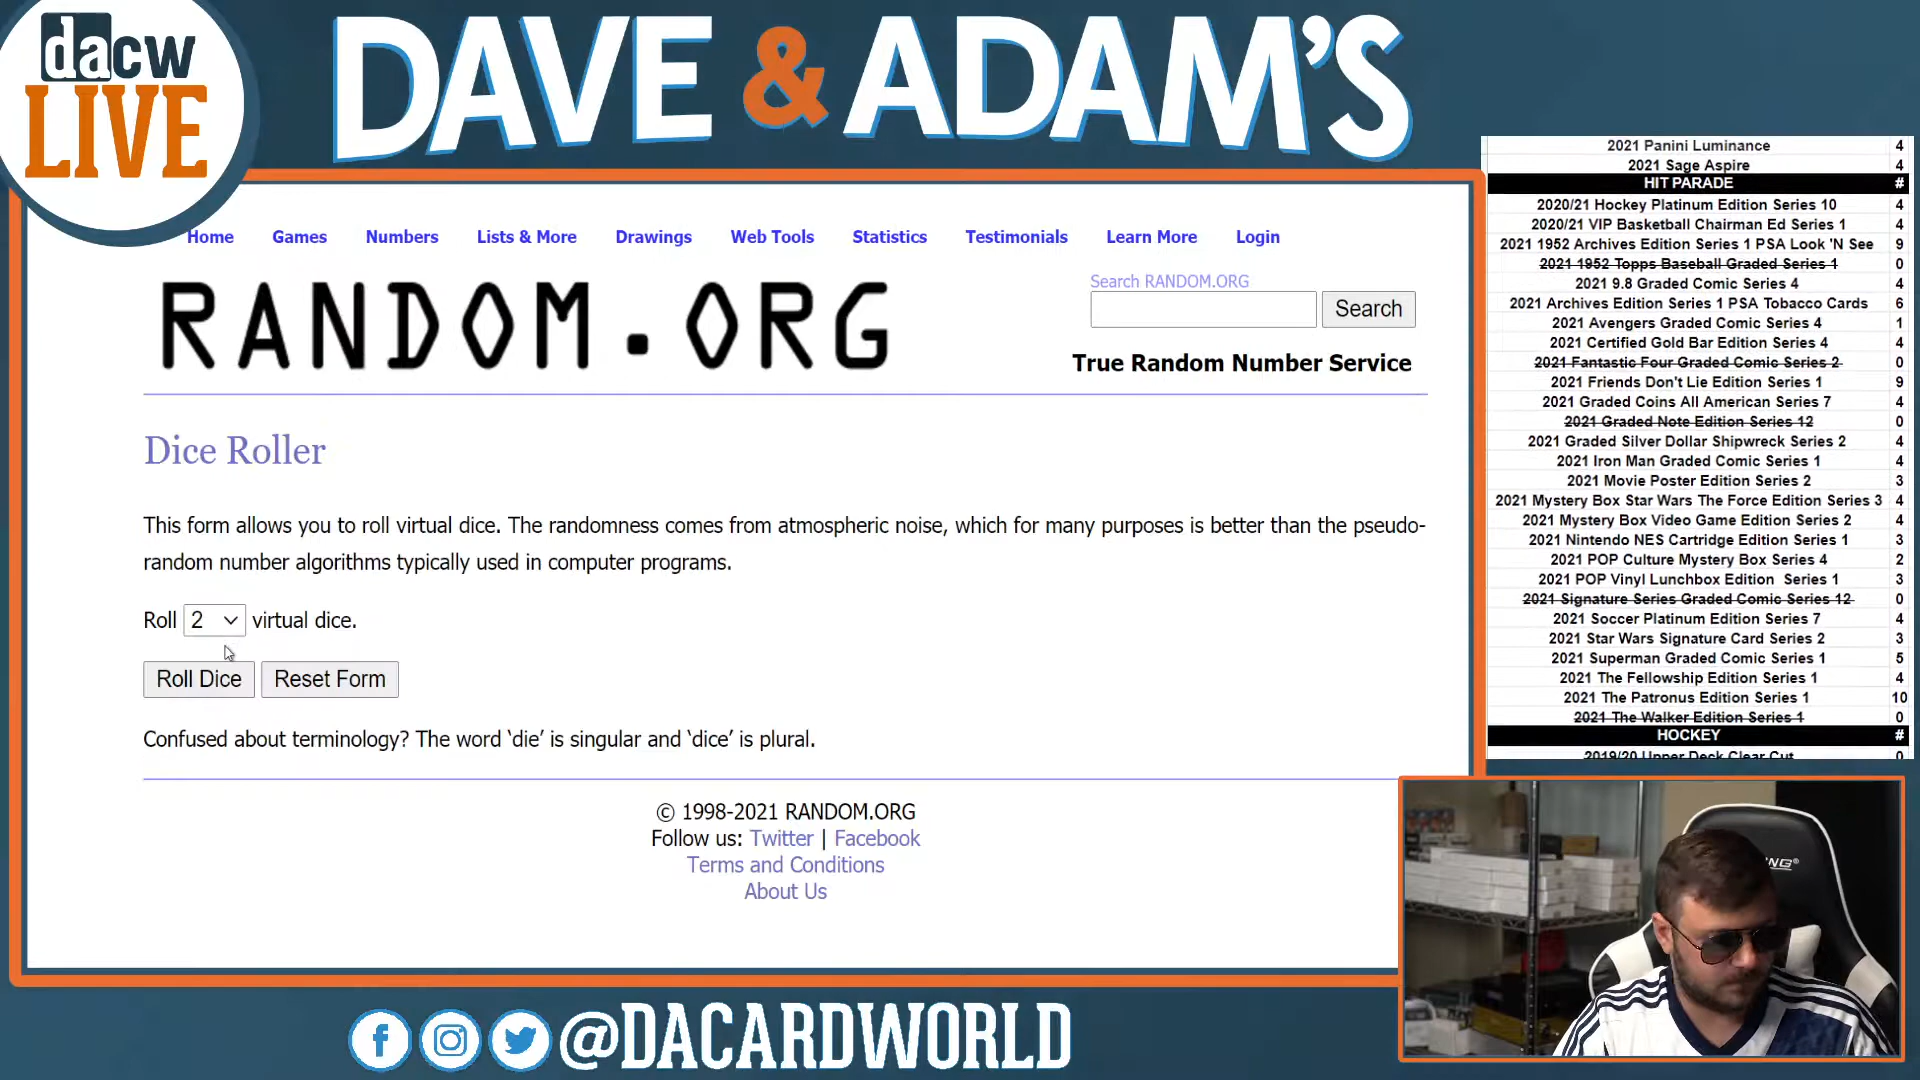 dacw
LIVE
DAVE & ADAM'S
Home Games Numbers Lists & More Drawings Web Tools Statistics Testimonials Learn More Login
RANDOM.ORG
Search RANDOM.ORG
Search
True Random Number Service
Dice Roller
This form allows you to roll virtual dice. The randomness comes from atmospheric noise, which for many purposes is better than the pseudo-
random number algorithms typically used in computer programs.
Roll 2 virtual dice.
Roll Dice Reset Form
Confused about terminology? The word ‘die’ is singular and ‘dice’ is plural.
© 1998-2021 RANDOM.ORG
Follow us: Twitter | Facebook
Terms and Conditions
About Us
2021 Panini Luminance 4
2021 Sage Aspire 4
HIT PARADE #
2020/21 Hockey Platinum Edition Series 10 4
2020/21 VIP Basketball Chairman Ed Series 1 4
2021 1952 Archives Edition Series 1 PSA Look 'N See 9
2021 1952 Topps Baseball Graded Series 1 0
2021 9.8 Graded Comic Series 4 4
2021 Archives Edition Series 1 PSA Tobacco Cards 6
2021 Avengers Graded Comic Series 4 1
2021 Certified Gold Bar Edition Series 4 4
2021 Fantastic Four Graded Comic Series 2 0
2021 Friends Don't Lie Edition Series 1 9
2021 Graded Coins All American Series 7 4
2021 Graded Note Edition Series 12 0
2021 Graded Silver Dollar Shipwreck Series 2 4
2021 Iron Man Graded Comic Series 1 4
2021 Movie Poster Edition Series 2 3
2021 Mystery Box Star Wars The Force Edition Series 3 4
2021 Mystery Box Video Game Edition Series 2 4
2021 Nintendo NES Cartridge Edition Series 1 3
2021 POP Culture Mystery Box Series 4 2
2021 POP Vinyl Lunchbox Edition Series 1 3
2021 Signature Series Graded Comic Series 12 0
2021 Soccer Platinum Edition Series 7 4
2021 Star Wars Signature Card Series 2 3
2021 Superman Graded Comic Series 1 5
2021 The Fellowship Edition Series 1 4
2021 The Patronus Edition Series 1 10
2021 The Walker Edition Series 1 0
HOCKEY #
2019/20 Upper Deck Clear Cut 0
@DACARDWORLD